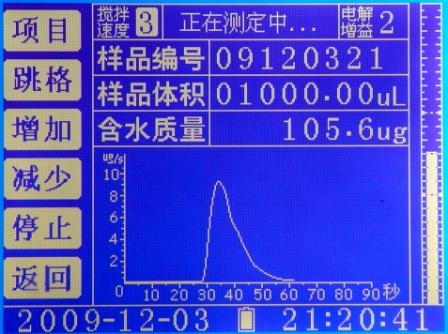 项目
跳格
增加
减少
停止
返回
搅拌速度 3 正在测定中... 电解增益 2
样品编号 09120321
样品体积 01000.00uL
含水质量 105.6ug
ug/s
10
8
6
4
2
0 10 20 30 40 50 60 70 80 90 秒
2009-12-03 21:20:41